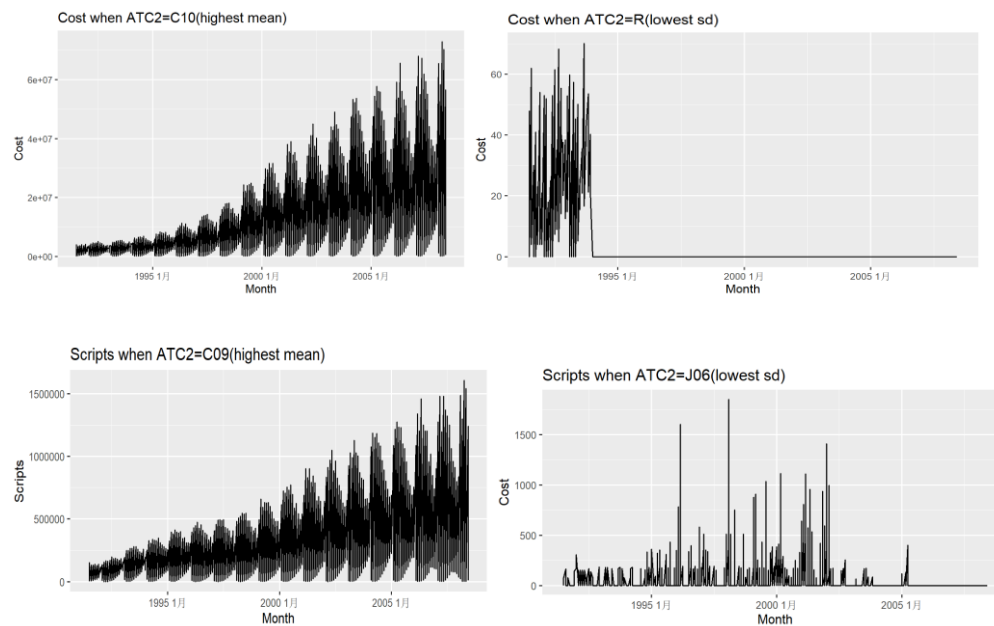 Cost when ATC2=C10(highest mean)
6e+07
4e+07
2e+07
0e+00
Cost
1995 1月
2000 1月
2005 1月
Month
Cost when ATC2=R(lowest sd)
60
40
20
0
Cost
1995 1月
2000 1月
2005 1月
Month
Scripts when ATC2=C09(highest mean)
1500000
1000000
500000
0
Scripts
1995 1月
2000 1月
2005 1月
Month
Scripts when ATC2=J06(lowest sd)
1500
1000
500
0
Cost
1995 1月
2000 1月
2005 1月
Month